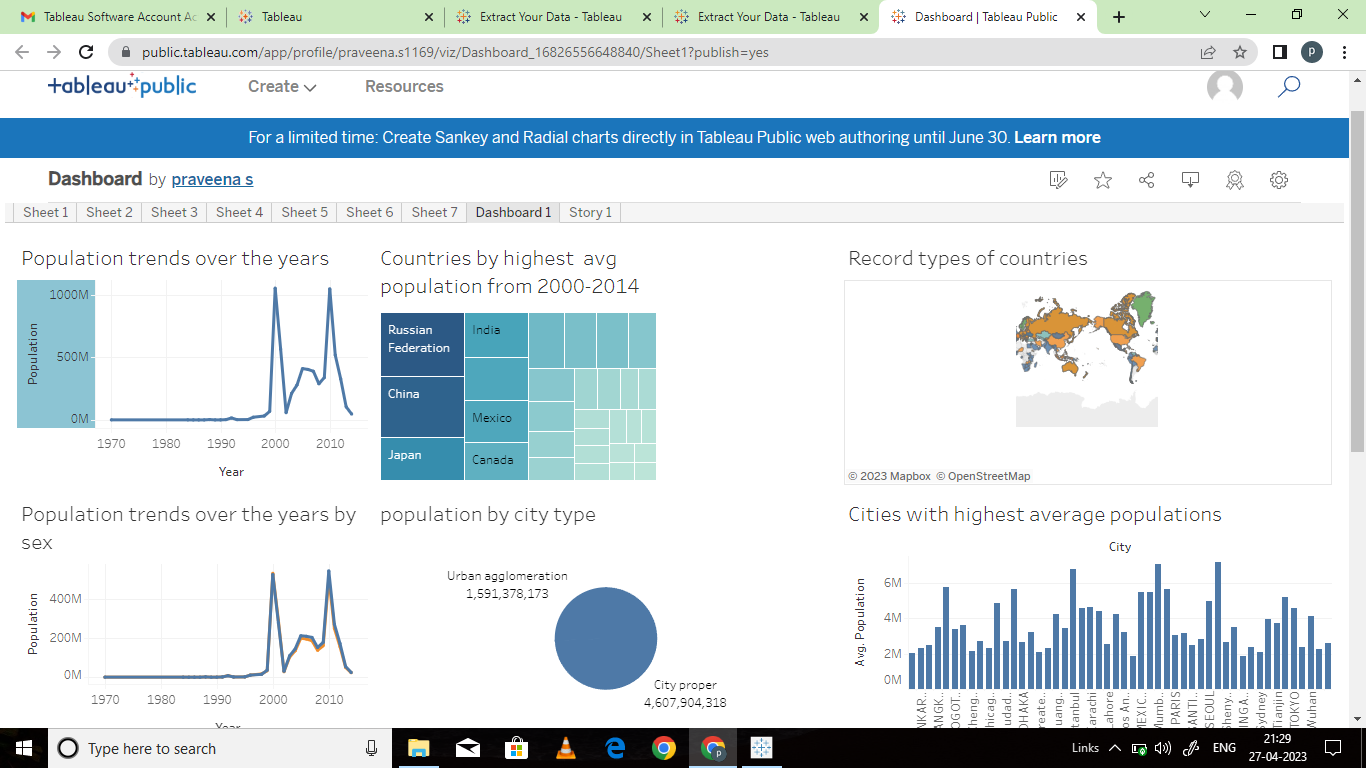 Tableau Software Account Ac
Tableau
Extract Your Data - Tableau
Extract Your Data - Tableau
Dashboard | Tableau Public
public.tableau.com/app/profile/praveena.s1169/viz/Dashboard_16826556648840/Sheet1?publish=yes
P
tableau public
Create
Resources
For a limited time: Create Sankey and Radial charts directly in Tableau Public web authoring until June 30. Learn more
Dashboard by praveena s
Sheet 1
Sheet 2
Sheet 3
Sheet 4
Sheet 5
Sheet 6
Sheet 7
Dashboard 1
Story 1
Population trends over the years
Population
1000M
500M
0M
1970
1980
1990
2000
2010
Year
Countries by highest avg
population from 2000-2014
Russian
Federation
China
Japan
India
Mexico
Canada
Record types of countries
© 2023 Mapbox © OpenStreetMap
Population trends over the years by
sex
Population
400M
200M
0M
1970
1980
1990
2000
2010
Year
population by city type
Urban agglomeration
1,591,378,173
City proper
4,607,904,318
Cities with highest average populations
City
Avg. Population
6M
4M
2M
0M
NKAR..
ANGK..
OGOT..
cheng..
Chicag..
iudad..
DHAKA
reate..
uang..
stanbul
arachi
ahore
os An..
MEXIC..
Mumb..
PARIS
ANTI..
SEOUL
Sheny..
INGA..
ydney
Tianjin
TOKYO
Wuhan
Type here to search
P
Links
ENG
21:29
27-04-2023